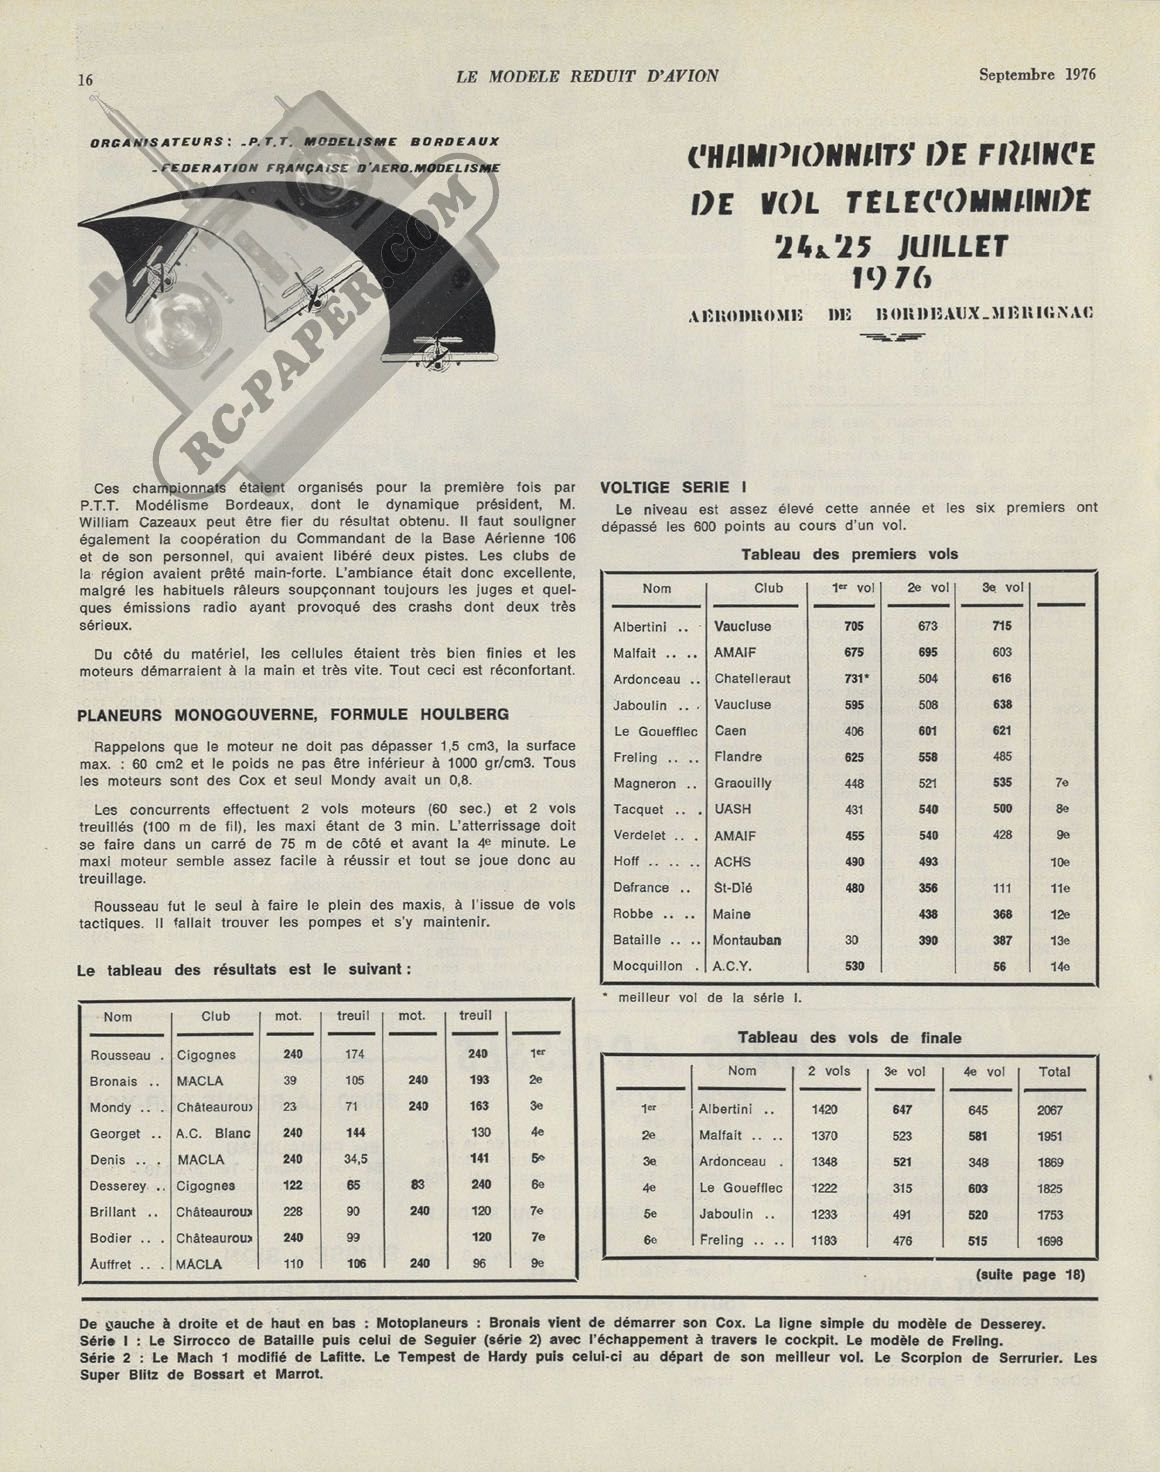 16
LE MODELE REDUIT D'AVION
Septembre 1976
ORGANISATEURS: _P.T.T. MODELISME BORDEAUX
_FEDERATION FRANÇAISE D'AERO.MODELISME
RC-PAPER.COM
CHAMPIONNATS DE FRANCE
DE VOL TELECOMMANDE
24 & 25 JUILLET
1976
AERODROME DE BORDEAUX_MERIGNAC
Ces championnats étaient organisés pour la première fois par
P.T.T. Modélisme Bordeaux, dont le dynamique président, M.
William Cazeaux peut être fier du résultat obtenu. Il faut souligner
également la coopération du Commandant de la Base Aérienne 106
et de son personnel, qui avaient libéré deux pistes. Les clubs de
la région avaient prêté main-forte. L'ambiance était donc excellente,
malgré les habituels râleurs soupçonnant toujours les juges et quel-
ques émissions radio ayant provoqué des crashs dont deux très
sérieux.
Du côté du matériel, les cellules étaient très bien finies et les
moteurs démarraient à la main et très vite. Tout ceci est réconfortant.
PLANEURS MONOGOUVERNE, FORMULE HOULBERG
Rappelons que le moteur ne doit pas dépasser 1,5 cm3, la surface
max. : 60 cm2 et le poids ne pas être inférieur à 1000 gr/cm3. Tous
les moteurs sont des Cox et seul Mondy avait un 0,8.
Les concurrents effectuent 2 vols moteurs (60 sec.) et 2 vols
treuillés (100 m de fil), les maxi étant de 3 min. L'atterrissage doit
se faire dans un carré de 75 m de côté et avant la 4e minute. Le
maxi moteur semble assez facile à réussir et tout se joue donc au
treuillage.
Rousseau fut le seul à faire le plein des maxis, à l'issue de vols
tactiques. Il fallait trouver les pompes et s'y maintenir.
Le tableau des résultats est le suivant :
Nom Club mot. treuil mot. treuil
Rousseau . Cigognes 240 174 240 1er
Bronais .. MACLA 39 105 240 193 2e
Mondy .. . Châteauroux 23 71 240 163 3e
Georget .. A.C. Blanc 240 144 130 4e
Denis .. . MACLA 240 34,5 141 5e
Desserey .. Cigognes 122 65 83 240 6e
Brillant .. Châteauroux 228 90 240 120 7e
Bodier .. . Châteauroux 240 99 120 7e
Auffret .. . MACLA 110 106 240 96 9e
VOLTIGE SERIE I
Le niveau est assez élevé cette année et les six premiers ont
dépassé les 600 points au cours d'un vol.
Tableau des premiers vols
Nom Club 1er vol 2e vol 3e vol
Albertini .. Vaucluse 705 673 715
Malfait .. .. AMAIF 675 695 603
Ardonceau .. Chatelleraut 731* 504 616
Jaboulin .. . Vaucluse 595 508 638
Le Goueffiec Caen 406 601 621
Freling .. .. Flandre 625 558 485
Magneron .. Graouilly 448 521 535 7e
Tacquet .. . UASH 431 540 500 8e
Verdelet .. . AMAIF 455 540 428 9e
Hoff .. .. .. ACHS 490 493 10e
Defrance .. St-Dié 480 356 111 11e
Robbe .. .. Maine 438 368 12e
Bataille .. .. Montauban 30 390 387 13e
Mocquillon . A.C.Y. 530 56 14e
* meilleur vol de la série I.
Tableau des vols de finale
Nom 2 vols 3e vol 4e vol Total
1er Albertini .. 1420 647 645 2067
2e Malfait .. .. 1370 523 581 1951
3e Ardonceau . 1348 521 348 1869
4e Le Goueffiec 1222 315 603 1825
5e Jaboulin .. 1233 491 520 1753
6e Freling .. .. 1183 476 515 1698
(suite page 18)
De gauche à droite et de haut en bas : Motoplaneurs : Bronais vient de démarrer son Cox. La ligne simple du modèle de Desserey.
Série I : Le Sirrocco de Bataille puis celui de Seguier (série 2) avec l'échappement à travers le cockpit. Le modèle de Freling.
Série 2 : Le Mach 1 modifié de Lafitte. Le Tempest de Hardy puis celui-ci au départ de son meilleur vol. Le Scorpion de Serrurier. Les
Super Blitz de Bossart et Marrot.